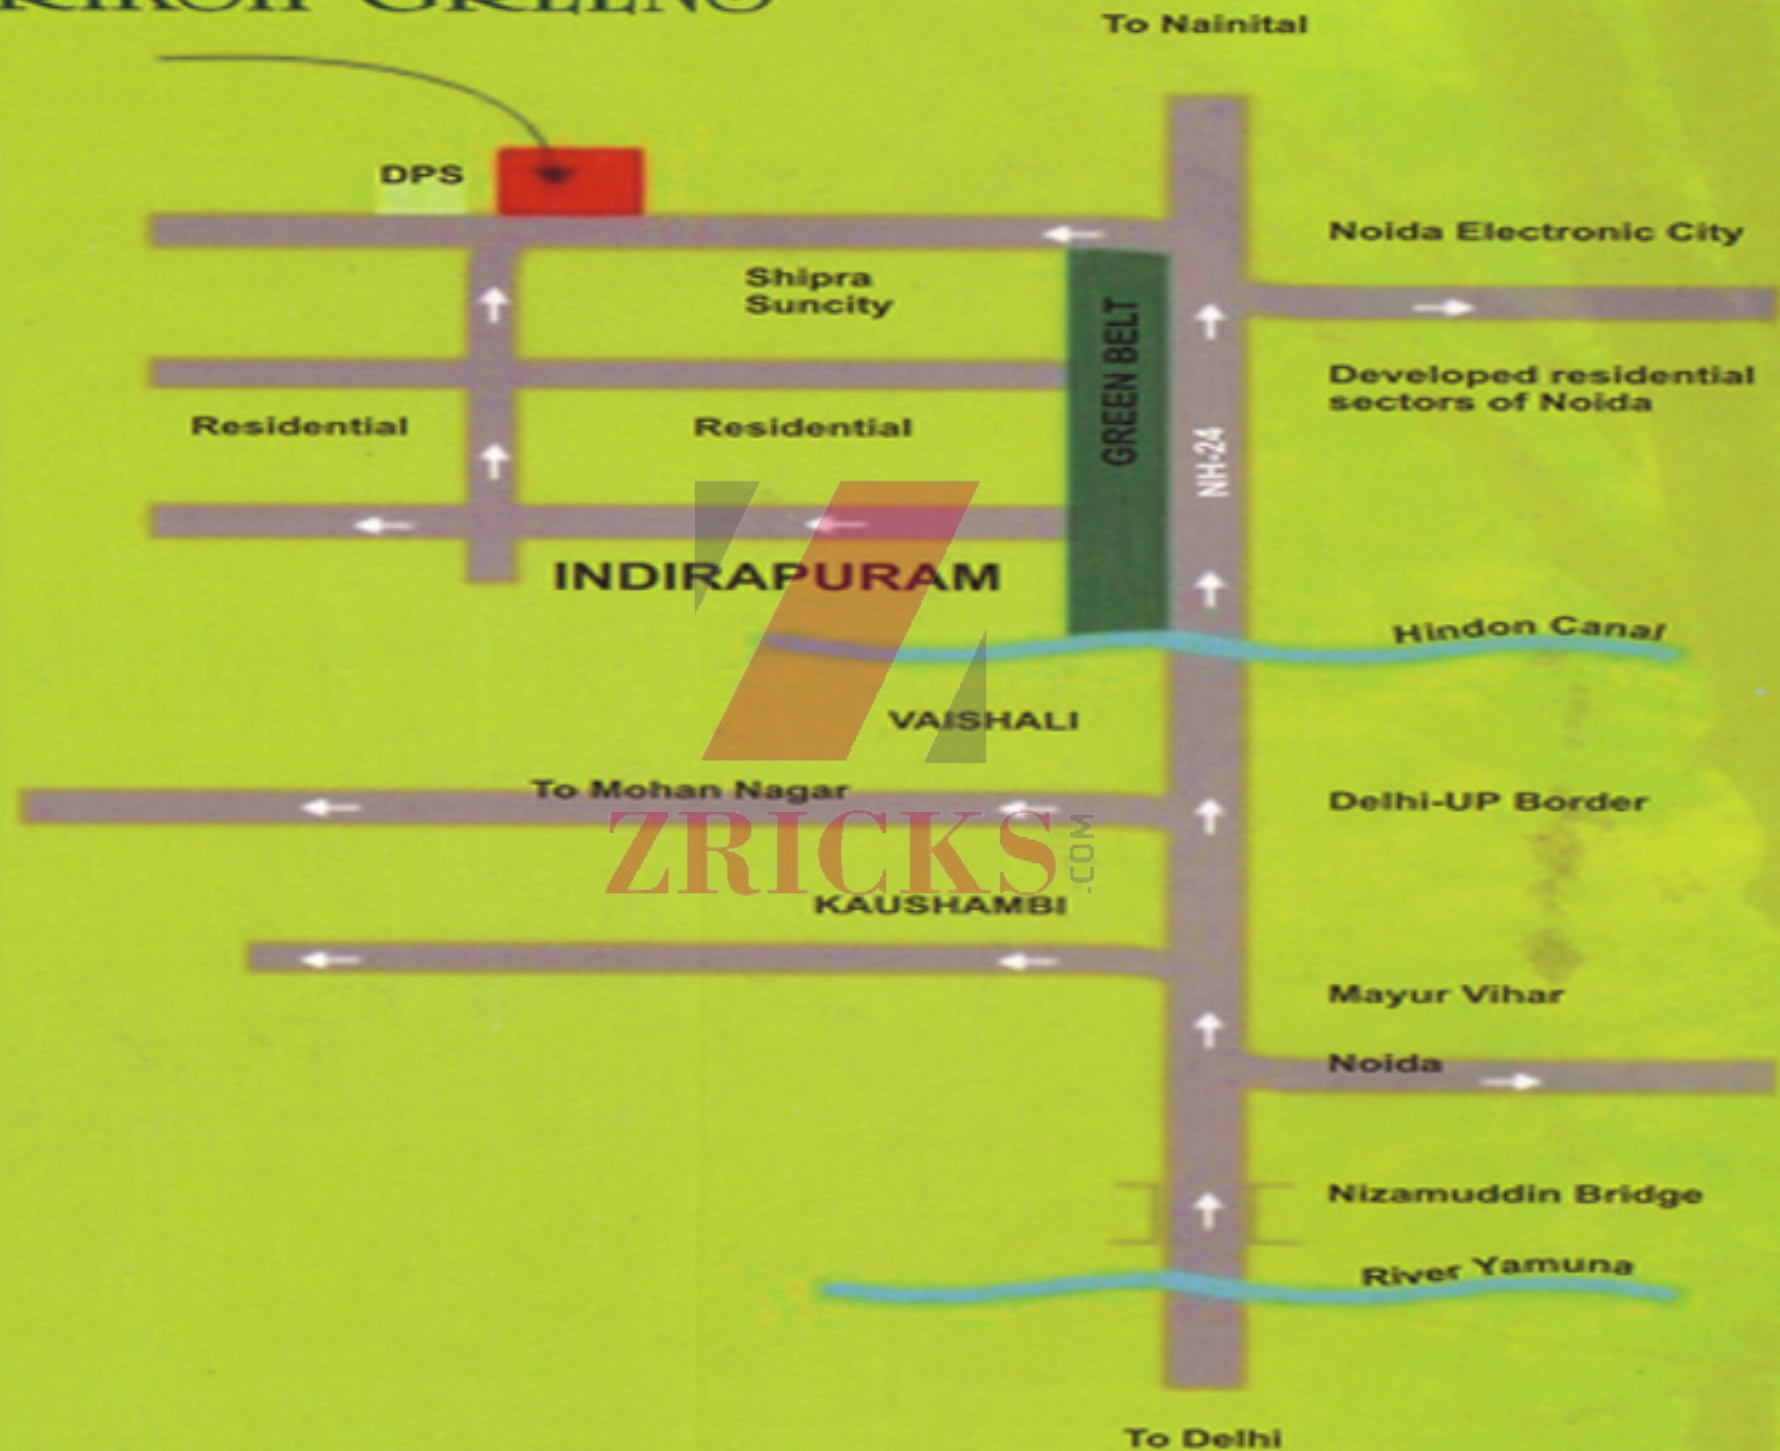 GREENS
To Nainital
DPS
Noida Electronic City
Shipra
Suncity
GREEN BELT
Developed residential
sectors of Noida
Residential
Residential
NH-24
INDIRAPURAM
Hindon Canal
VAISHALI
To Mohan Nagar
Delhi-UP Border
ZRICKS
.COM
KAUSHAMBI
Mayur Vihar
Noida
Nizamuddin Bridge
River Yamuna
To Delhi